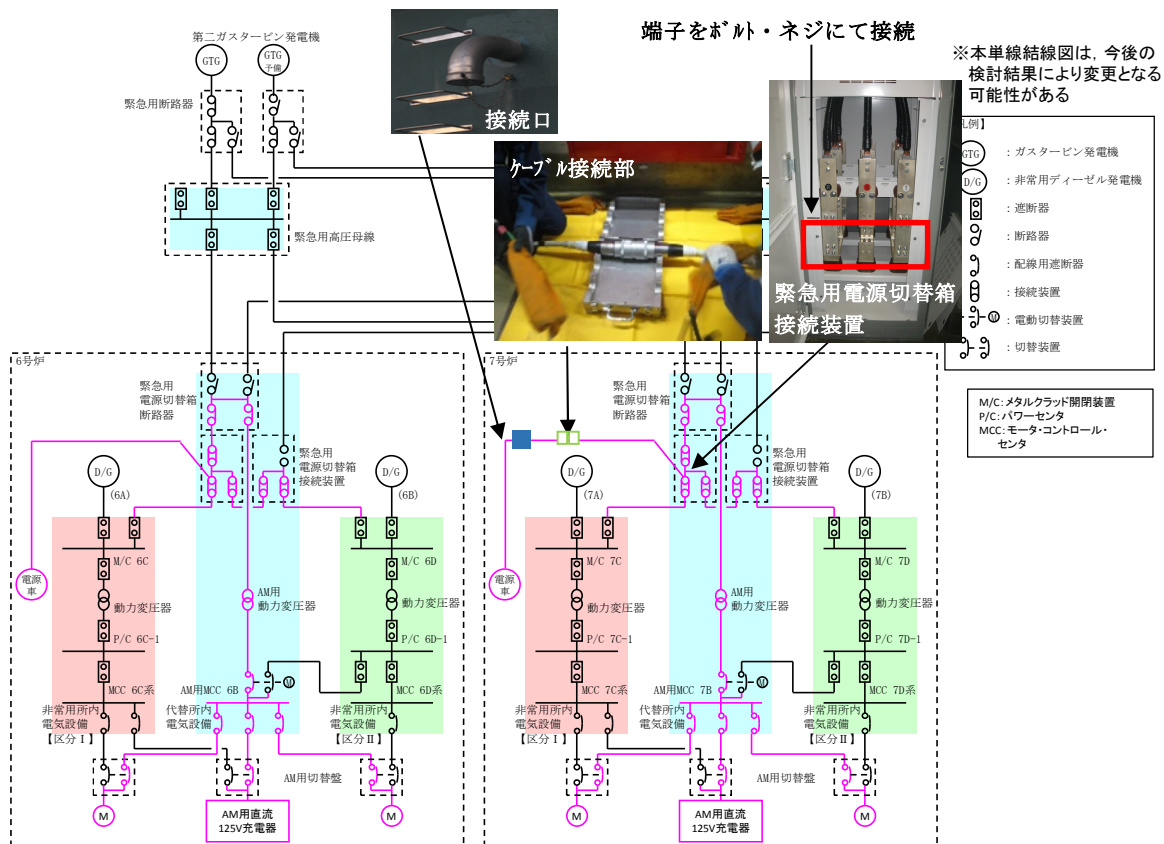 第二ガスタービン発電機
GTG
GTG
予備
緊急用断路器
緊急用高圧母線
接続口
ｹｰﾌﾞﾙ接続部
端子をﾎﾞﾙﾄ・ネジにて接続
緊急用電源切替箱
接続装置
※本単線結線図は，今後の
検討結果により変更となる
可能性がある
凡例】
GTG
：ガスタービン発電機
D/G
：非常用ディーゼル発電機
：遮断器
：断路器
：配線用遮断器
：接続装置
M
：電動切替装置
：切替装置
M/C：メタルクラッド開閉装置
P/C：パワーセンタ
MCC：モータ・コントロール・
センタ
6号炉
緊急用
電源切替箱
断路器
緊急用
電源切替箱
接続装置
D/G
(6A)
D/G
(6B)
電源
車
M/C 6C
M/C 6D
動力変圧器
AM用
動力変圧器
動力変圧器
P/C 6C-1
P/C 6D-1
MCC 6C系
AM用MCC 6B
M
MCC 6D系
非常用所内
電気設備
【区分Ⅰ】
代替所内
電気設備
非常用所内
電気設備
【区分Ⅱ】
AM用切替盤
M
AM用直流
125V充電器
M
7号炉
緊急用
電源切替箱
断路器
緊急用
電源切替箱
接続装置
D/G
(7A)
D/G
(7B)
電源
車
M/C 7C
M/C 7D
動力変圧器
AM用
動力変圧器
動力変圧器
P/C 7C-1
P/C 7D-1
MCC 7C系
AM用MCC 7B
M
MCC 7D系
非常用所内
電気設備
【区分Ⅰ】
代替所内
電気設備
非常用所内
電気設備
【区分Ⅱ】
AM用切替盤
M
AM用直流
125V充電器
M